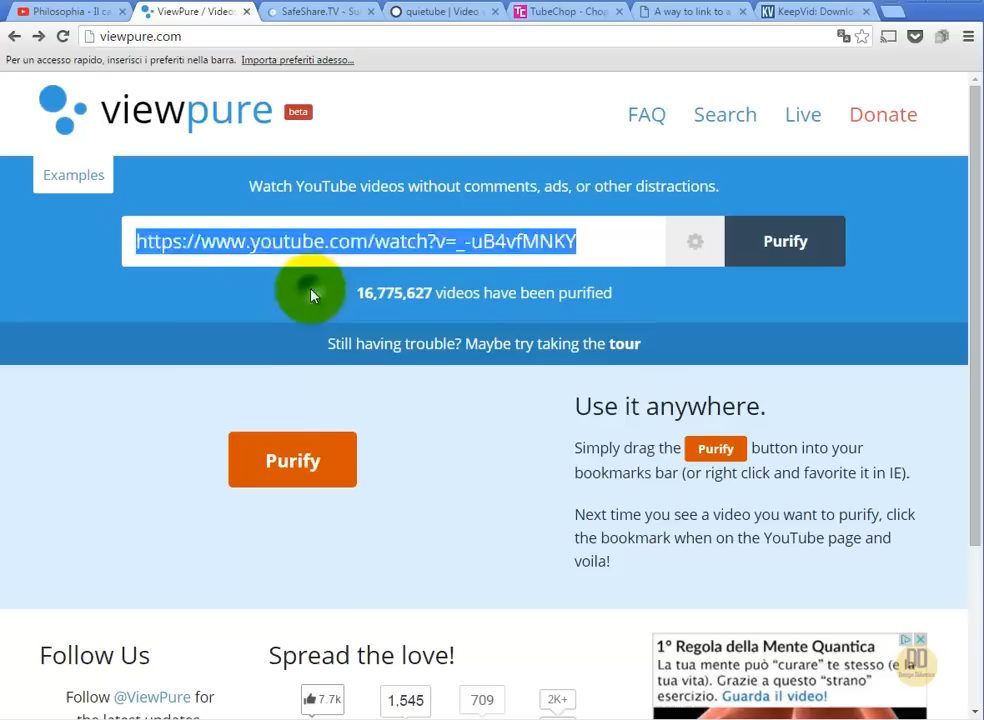 Philosophia - Il ca
ViewPure / Video
SafeShare.TV - Su
quietube | Video
TubeChop - Chop
A way to link to a
KeepVid: Downlo
viewpure.com
Per un accesso rapido, inserisci i preferiti nella barra. Importa preferiti adesso...
viewpure beta
FAQ Search Live Donate
Examples
Watch YouTube videos without comments, ads, or other distractions.
https://www.youtube.com/watch?v=_-uB4vfMNKY
Purify
16,775,627 videos have been purified
Still having trouble? Maybe try taking the tour
Purify
Use it anywhere.
Simply drag the Purify button into your
bookmarks bar (or right click and favorite it in IE).
Next time you see a video you want to purify, click
the bookmark when on the YouTube page and
voila!
Follow Us
Follow @ViewPure for
the latest updates
Spread the love!
7.7k
1,545
709
2K+
1° Regola della Mente Quantica
La tua mente può “curare” te stesso (e la
tua vita). Grazie a questo “strano”
esercizio. Guarda il video!